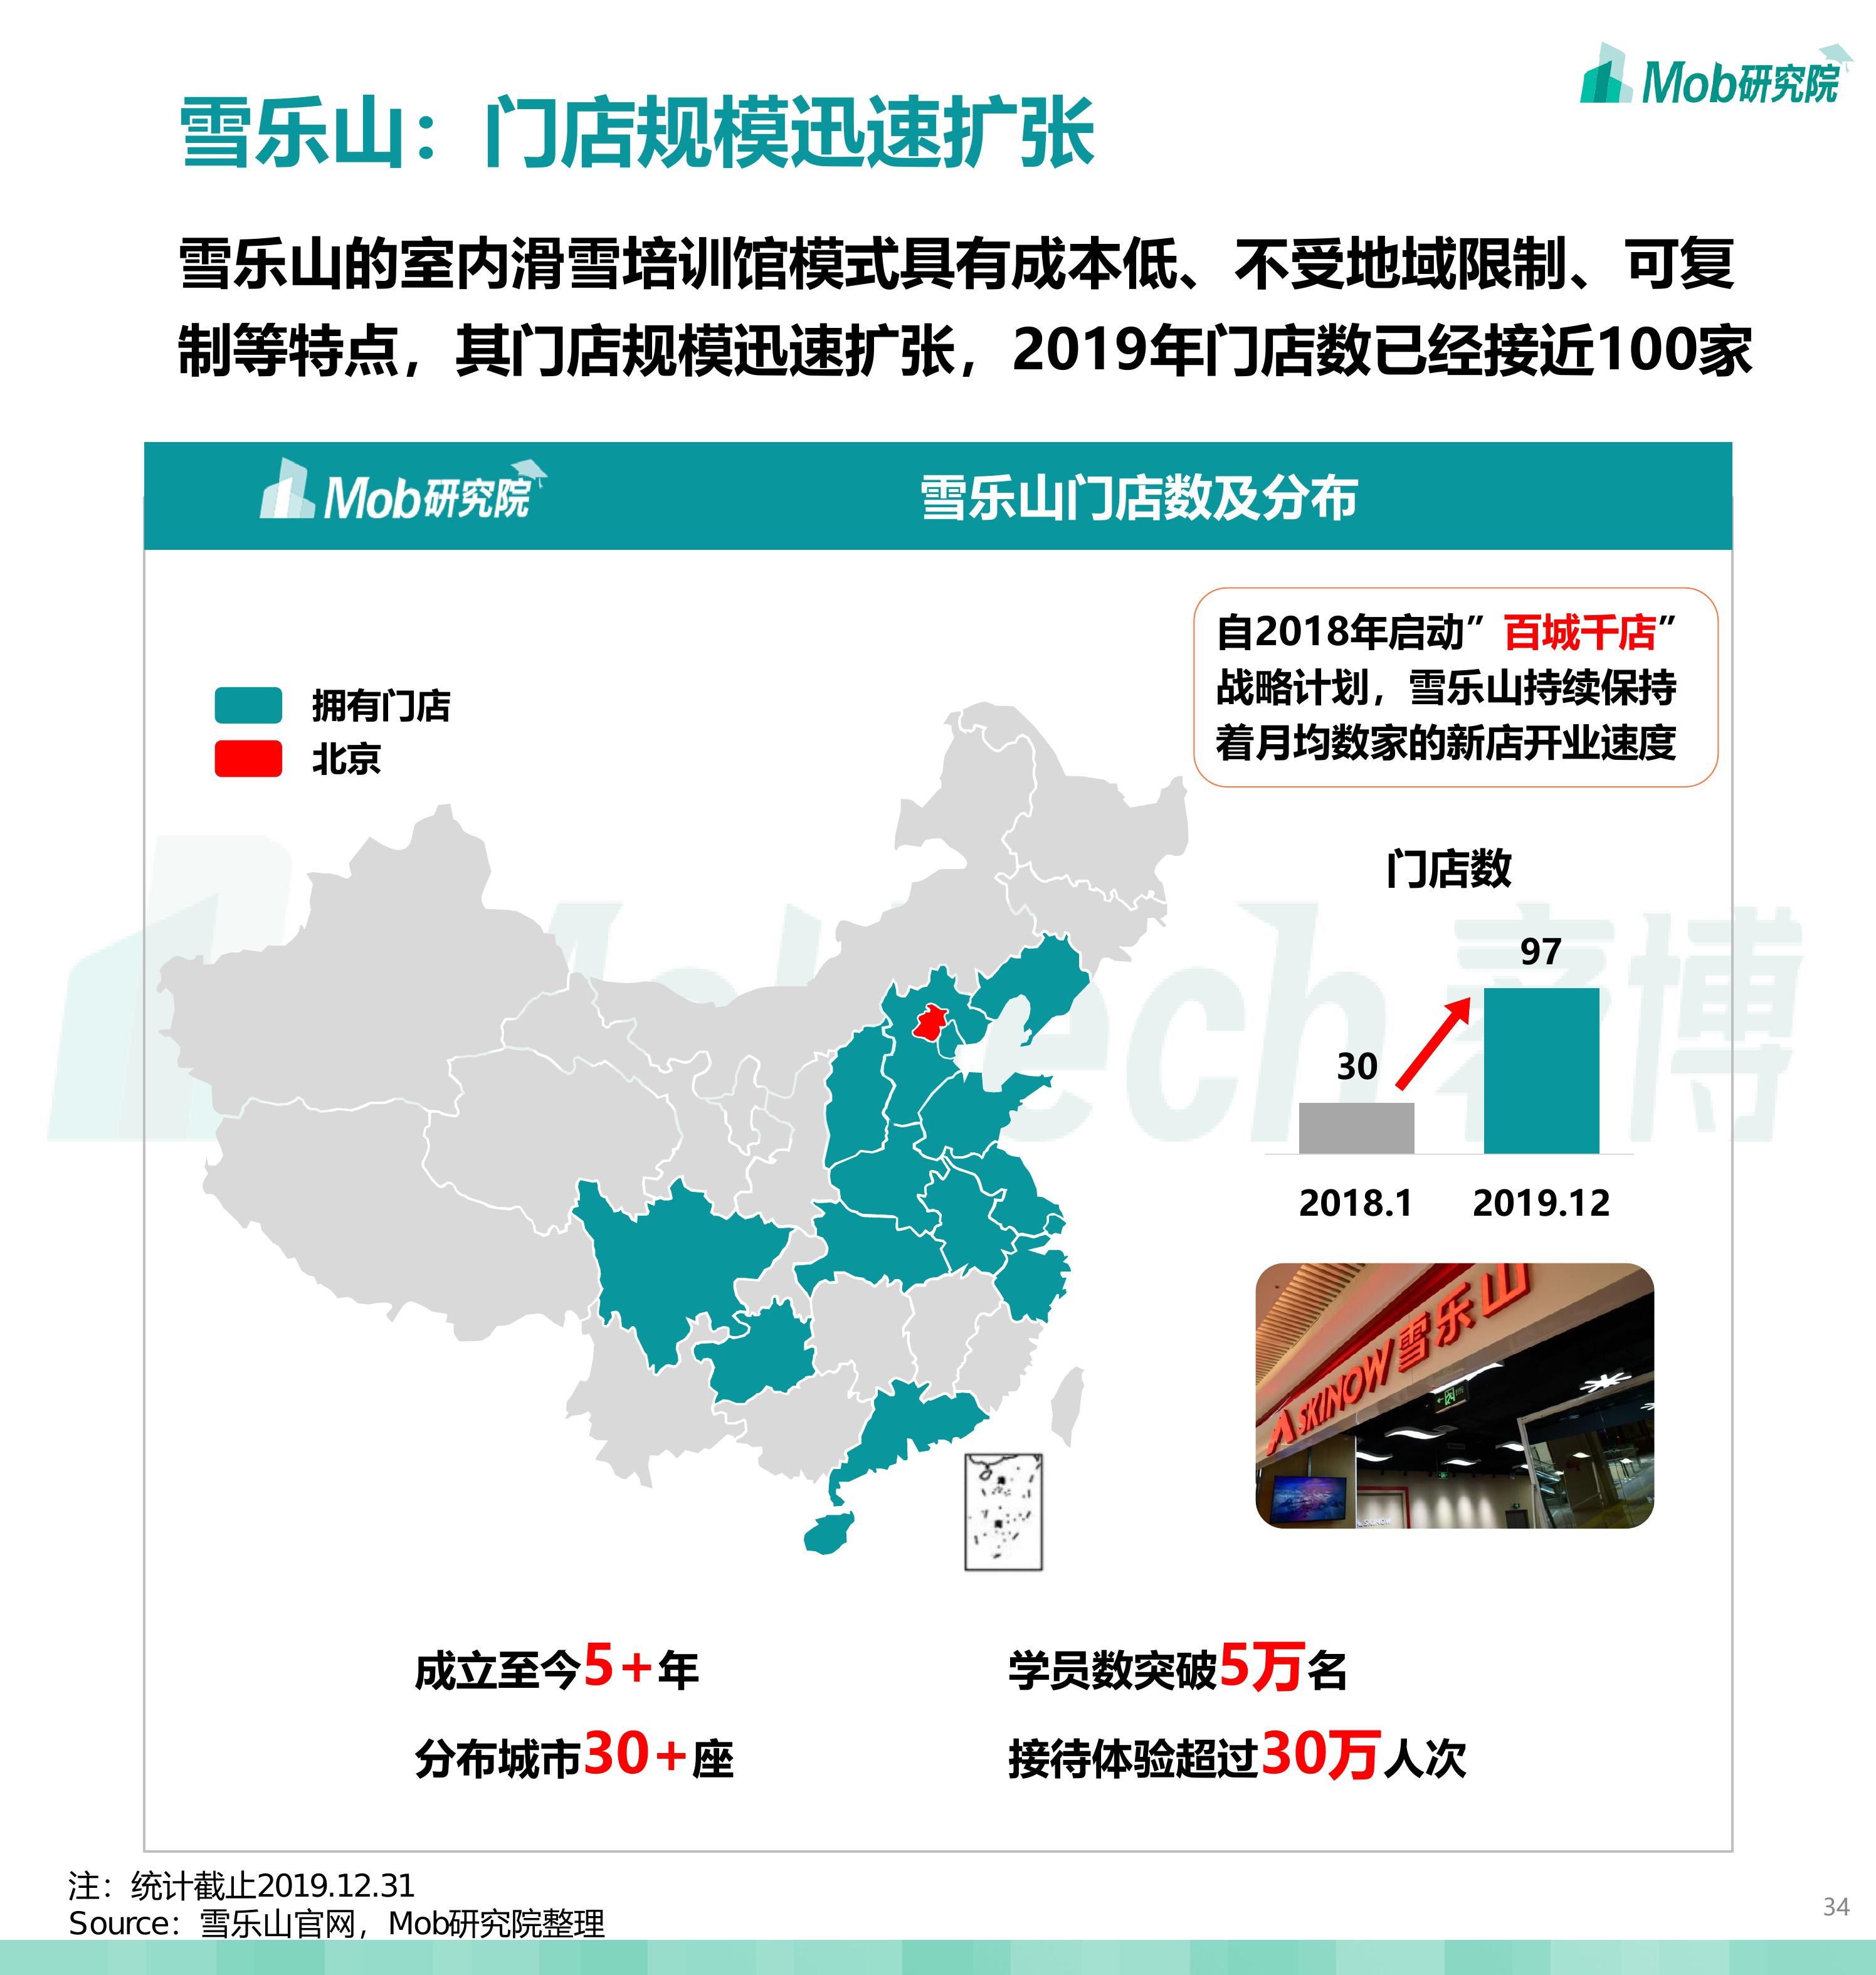 Mob研究院
雪乐山：门店规模迅速扩张
雪乐山的室内滑雪培训馆模式具有成本低、不受地域限制、可复
制等特点，其门店规模迅速扩张，2019年门店数已经接近100家
Mob研究院
雪乐山门店数及分布
自2018年启动”百城千店”
战略计划，雪乐山持续保持
着月均数家的新店开业速度
拥有门店
北京
门店数
97
30
2018.1
2019.12
SKINOW雪乐山
成立至今5+年
学员数突破5万名
分布城市30+座
接待体验超过30万人次
注：统计截止2019.12.31
Source：雪乐山官网，Mob研究院整理
34